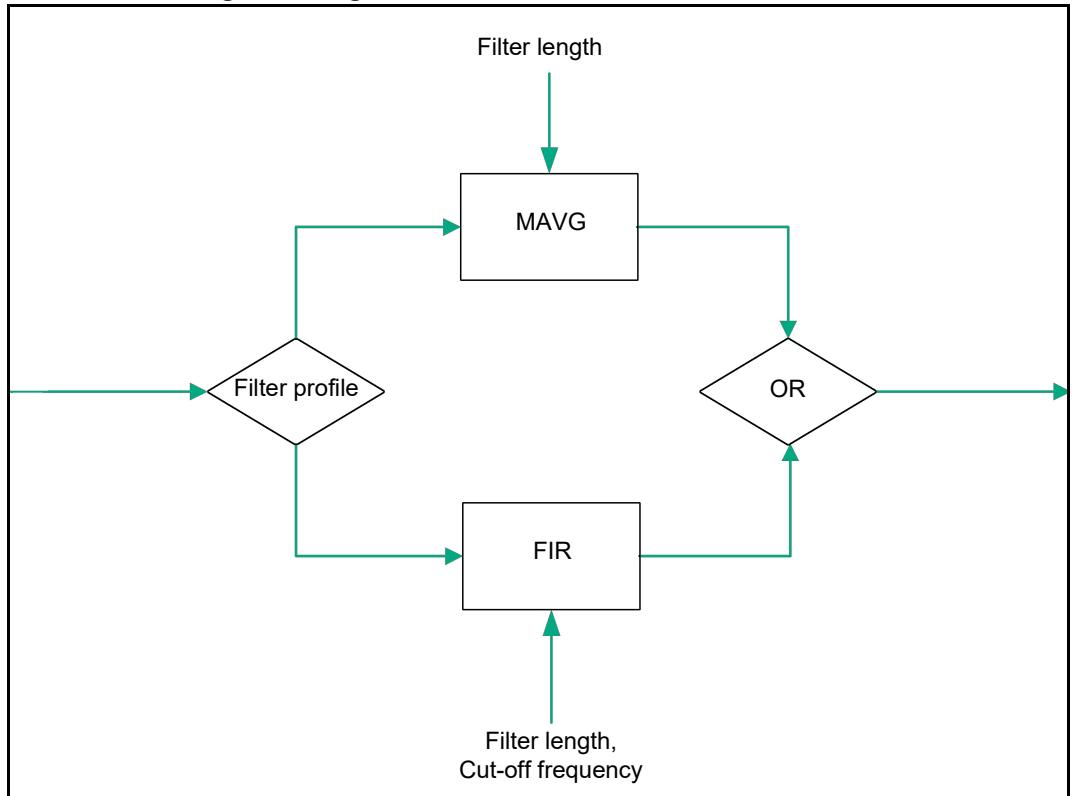 Filter length
MAVG
Filter profile
OR
FIR
Filter length,
Cut-off frequency